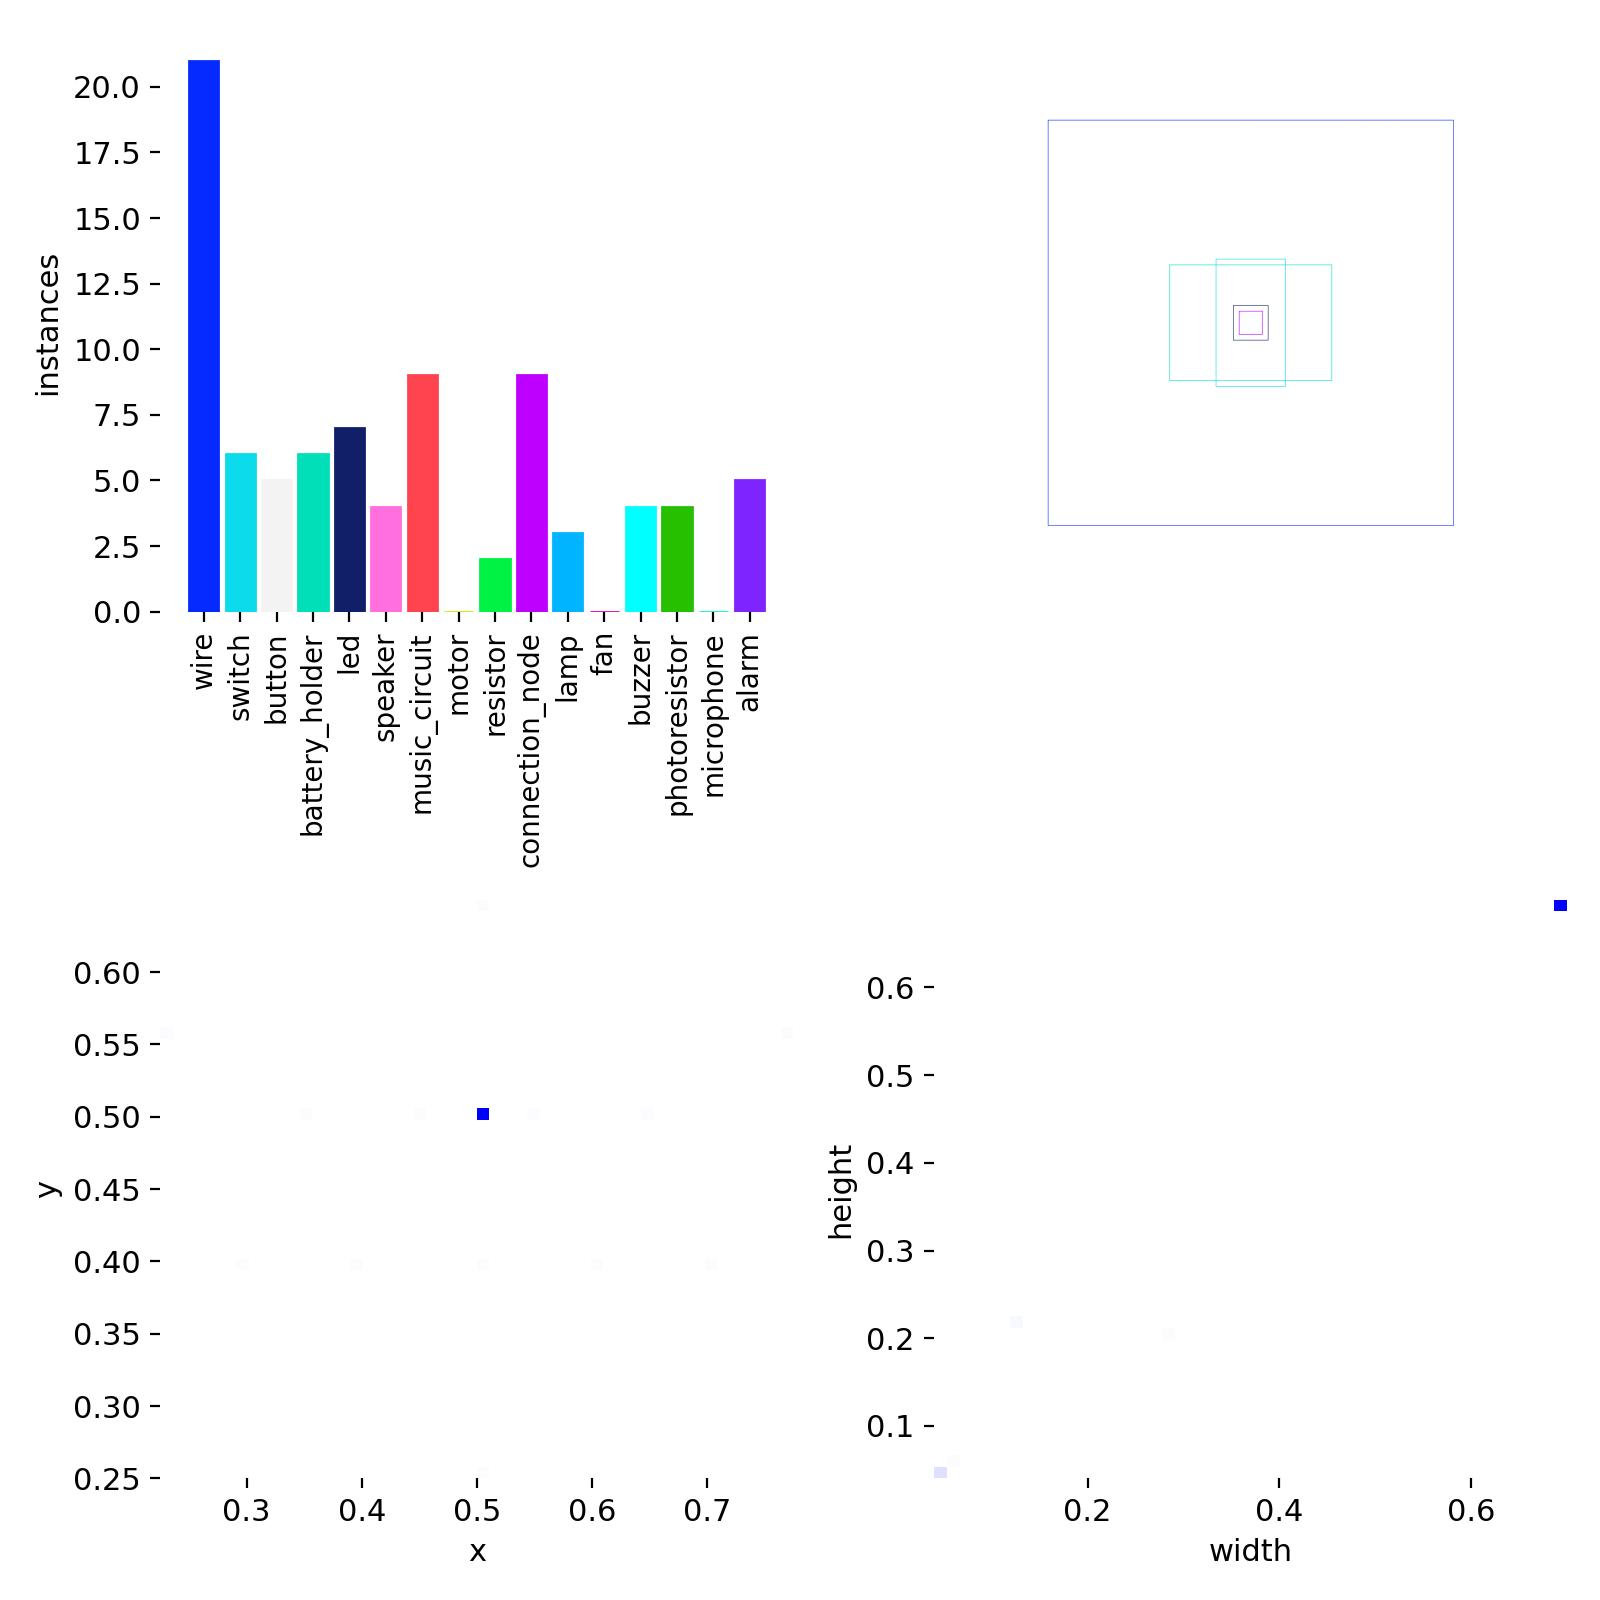 20.0
17.5
15.0
12.5
10.0
7.5
5.0
2.5
0.0
instances
wire
switch
button
battery_holder
led
speaker
music_circuit
motor
resistor
connection_node
lamp
fan
buzzer
photoresistor
microphone
alarm
0.60
0.55
0.50
0.45
0.40
0.35
0.30
0.25
y
0.3 0.4 0.5 0.6 0.7
x
0.6
0.5
0.4
0.3
0.2
0.1
height
0.2 0.4 0.6
width